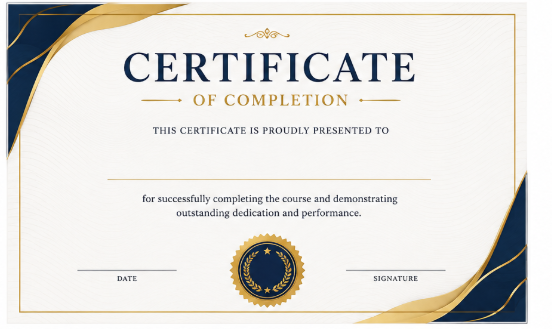 CERTIFICATE
OF COMPLETION
THIS CERTIFICATE IS PROUDLY PRESENTED TO
for successfully completing the course and demonstrating
outstanding dedication and performance.
DATE
SIGNATURE